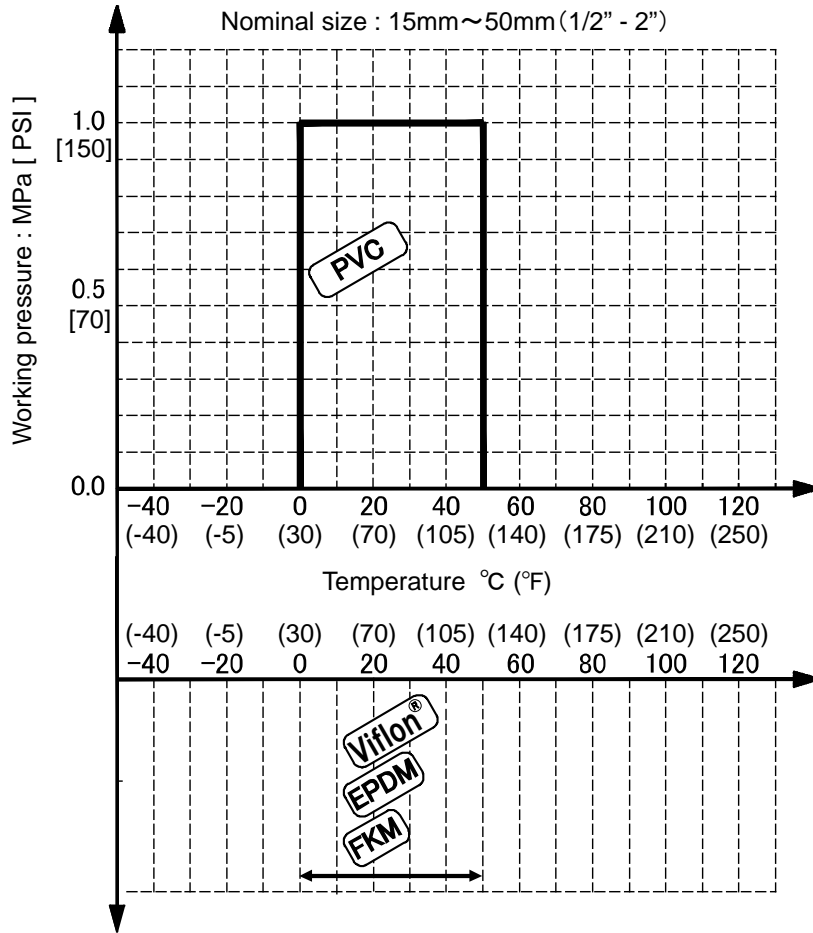 Nominal size : 15mm～50mm（1/2” - 2”）
Working pressure : MPa [ PSI ]
1.0
[150]
PVC
0.5
[70]
0.0
-40 -20 0 20 40 60 80 100 120
(-40) (-5) (30) (70) (105) (140) (175) (210) (250)
Temperature ℃ (°F)
(-40) (-5) (30) (70) (105) (140) (175) (210) (250)
-40 -20 0 20 40 60 80 100 120
Viflon®
EPDM
FKM